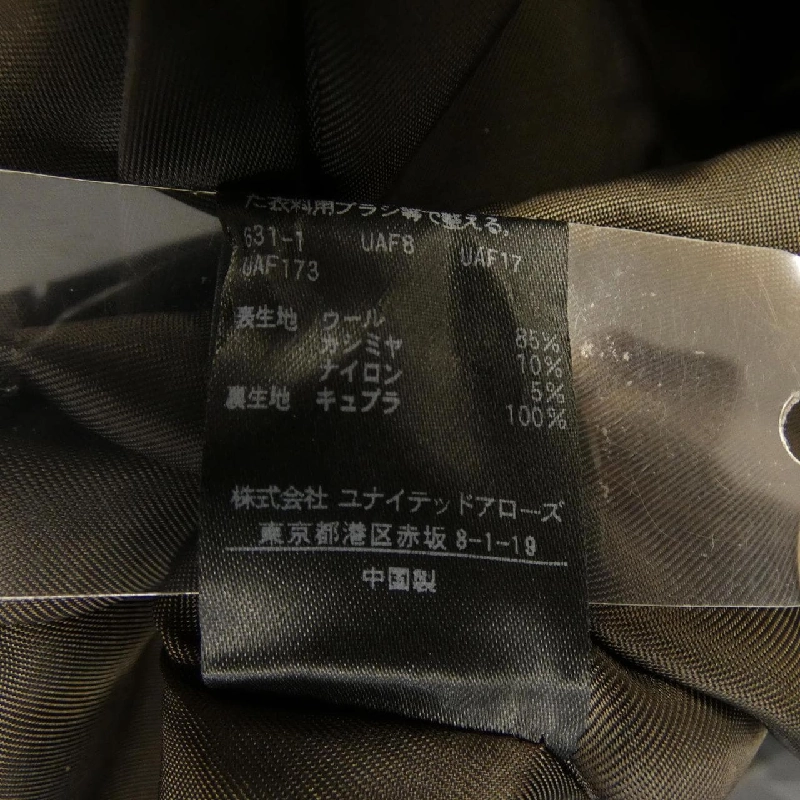 た衣料用ブラシ等で整える。
631-1 UAF8 UAF17
UAF173
表生地 ウール 85%
カシミヤ 10%
ナイロン 5%
裏生地 キュプラ 100%
株式会社 ユナイテッドアローズ
東京都港区赤坂8-1-19
中国製